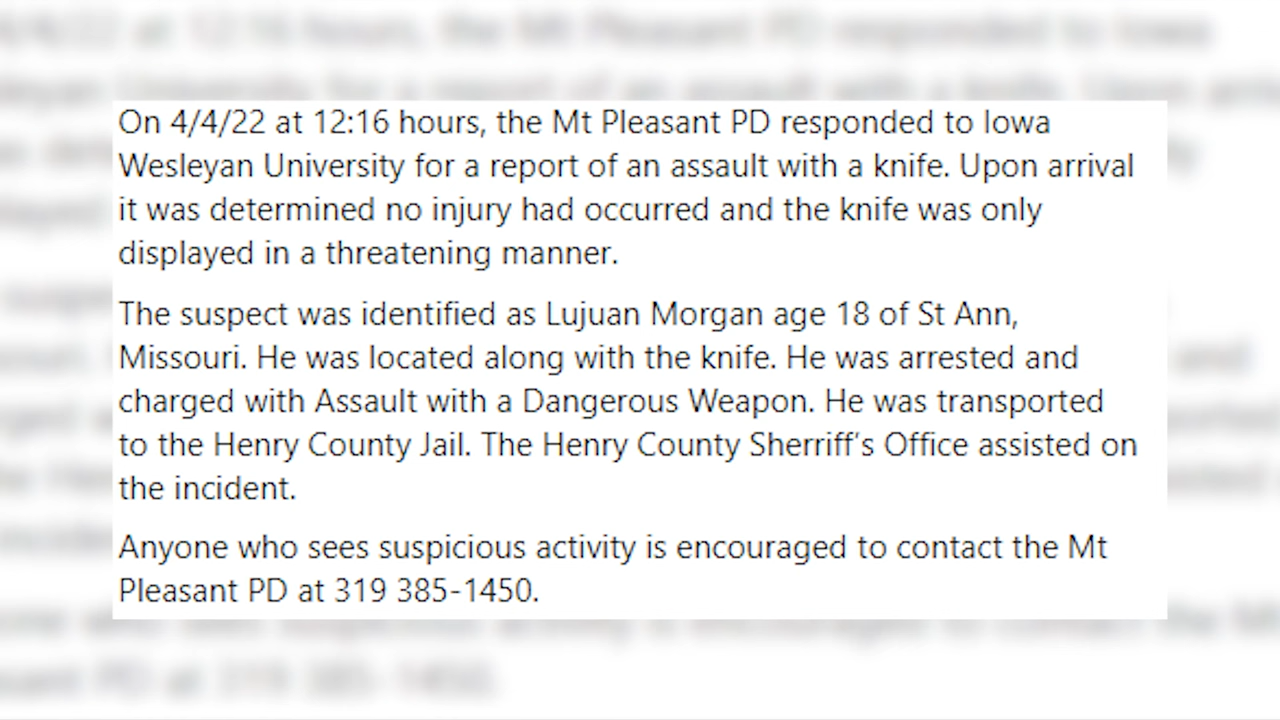 On 4/4/22 at 12:16 hours, the Mt Pleasant PD responded to Iowa
Wesleyan University for a report of an assault with a knife. Upon arrival
it was determined no injury had occurred and the knife was only
displayed in a threatening manner.
The suspect was identified as Lujuan Morgan age 18 of St Ann,
Missouri. He was located along with the knife. He was arrested and
charged with Assault with a Dangerous Weapon. He was transported
to the Henry County Jail. The Henry County Sherriff's Office assisted on
the incident.
Anyone who sees suspicious activity is encouraged to contact the Mt
Pleasant PD at 319 385-1450.